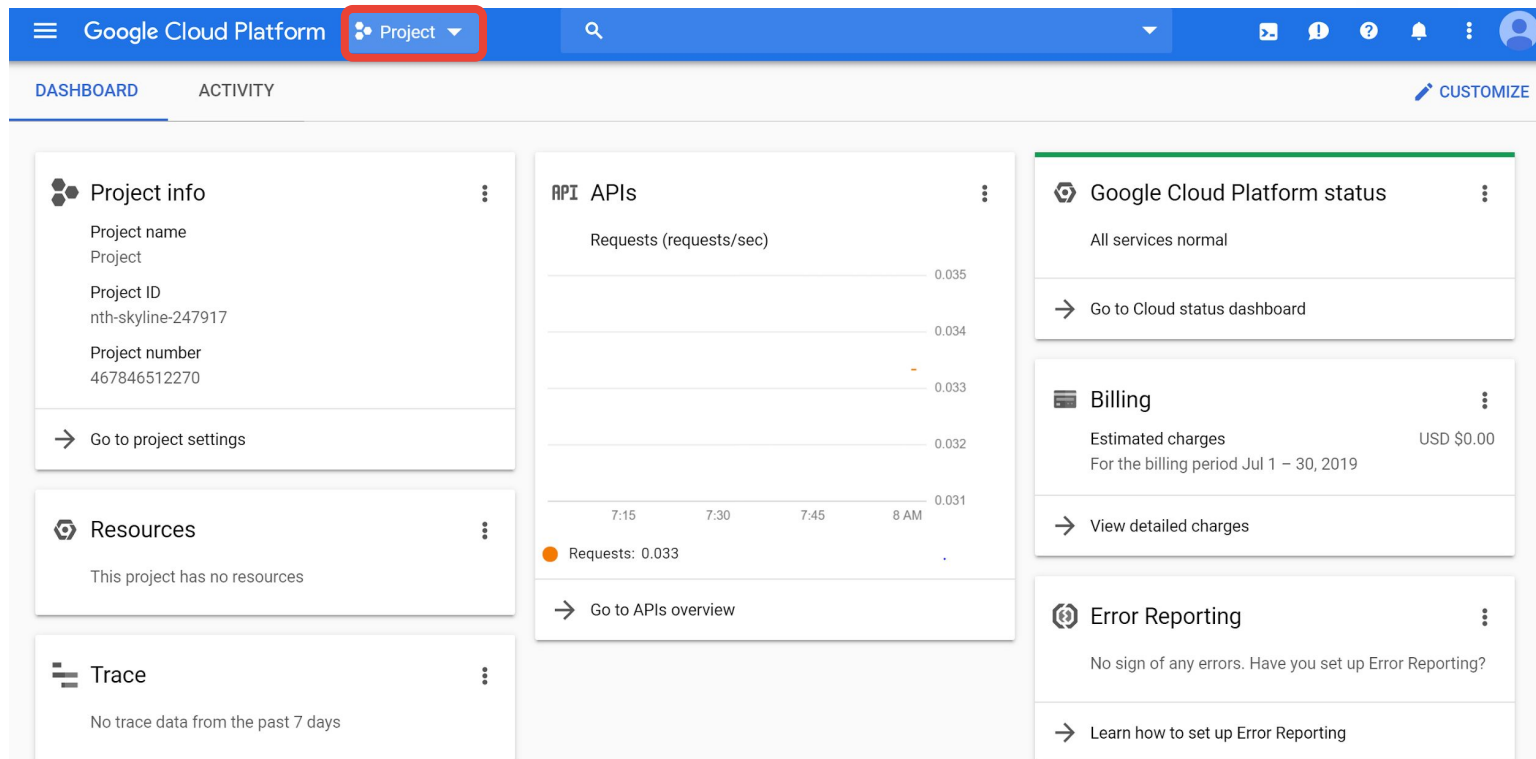 Google Cloud Platform Project
DASHBOARD ACTIVITY CUSTOMIZE
Project info
Project name
Project
Project ID
nth-skyline-247917
Project number
467846512270
Go to project settings
Resources
This project has no resources
Trace
No trace data from the past 7 days
API APIs
Requests (requests/sec)
0.035
0.034
0.033
0.032
0.031
7:15 7:30 7:45 8 AM
Requests: 0.033
Go to APIs overview
Google Cloud Platform status
All services normal
Go to Cloud status dashboard
Billing
Estimated charges USD $0.00
For the billing period Jul 1 – 30, 2019
View detailed charges
Error Reporting
No sign of any errors. Have you set up Error Reporting?
Learn how to set up Error Reporting